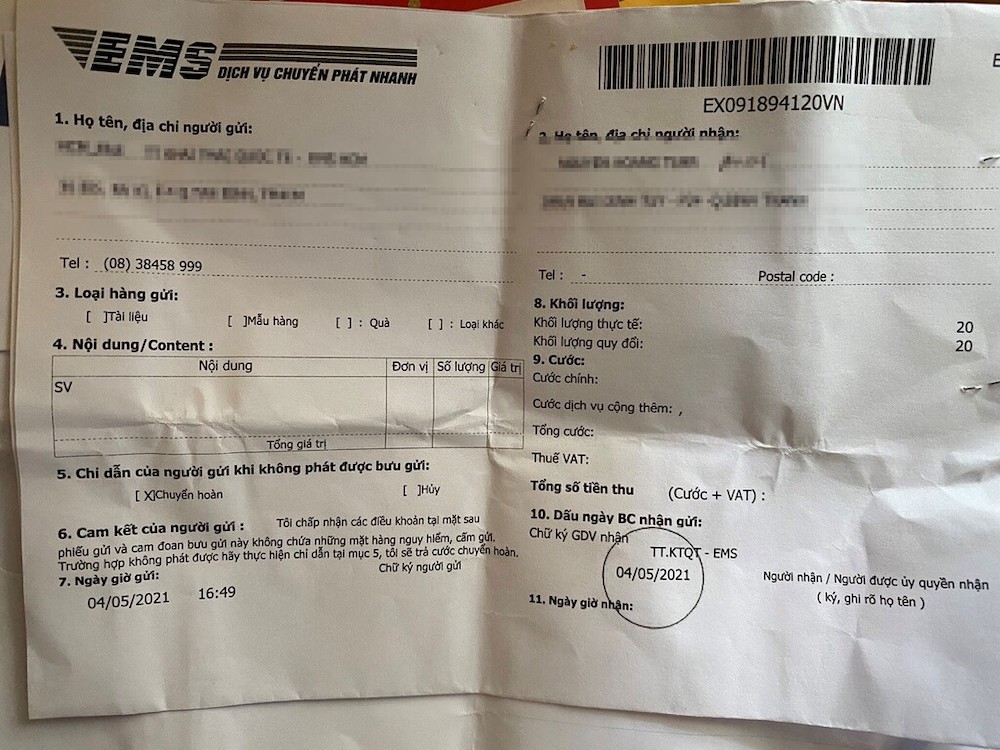 EMS
DỊCH VỤ CHUYỂN PHÁT NHANH
1. Họ tên, địa chỉ người gửi:
Tel : (08) 38458 999
3. Loại hàng gửi:
[ ]Tài liệu [ ]Mẫu hàng [ ] : Quà [ ] : Loại khác
4. Nội dung/Content :
Nội dung Đơn vị Số lượng Giá trị
SV
Tổng giá trị
5. Chỉ dẫn của người gửi khi không phát được bưu gửi:
[ X]Chuyển hoàn [ ]Hủy
6. Cam kết của người gửi : Tôi chấp nhận các điều khoản tại mặt sau
phiếu gửi và cam đoan bưu gửi này không chứa những mặt hàng nguy hiểm, cấm gửi.
Trường hợp không phát được hãy thực hiện chỉ dẫn tại mục 5, tôi sẽ trả cước chuyển hoàn.
7. Ngày giờ gửi: Chữ ký người gửi
04/05/2021 16:49
EX091894120VN
2. Họ tên, địa chỉ người nhận:
Tel : - Postal code :
8. Khối lượng:
Khối lượng thực tế: 20
Khối lượng quy đổi: 20
9. Cước:
Cước chính:
Cước dịch vụ cộng thêm: ,
Tổng cước:
Thuế VAT:
Tổng số tiền thu (Cước + VAT) :
10. Dấu ngày BC nhận gửi:
Chữ ký GDV nhận
TT.KTQT - EMS
04/05/2021
Người nhận / Người được ủy quyền nhận
( ký, ghi rõ họ tên )
11. Ngày giờ nhận: